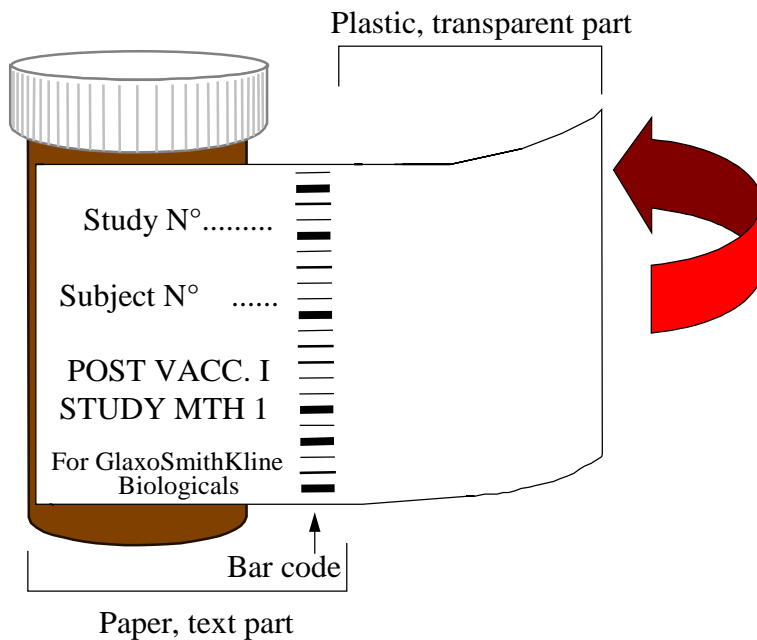 Plastic, transparent part
Study N°.........
Subject N° ......
POST VACC. I
STUDY MTH 1
For GlaxoSmithKline
Biologicals
Bar code
Paper, text part